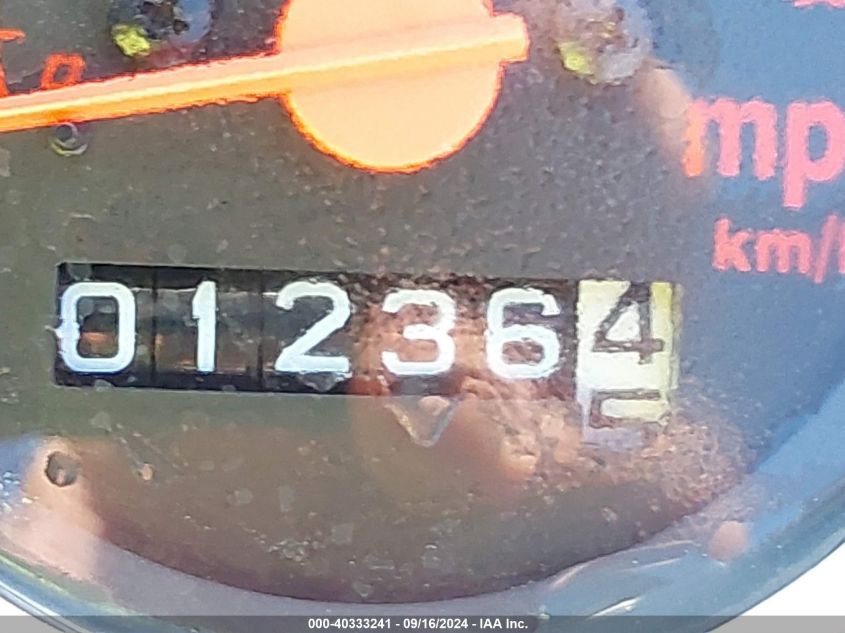 mp
km/
012364
000-40333241 - 09/16/2024 - IAA Inc.